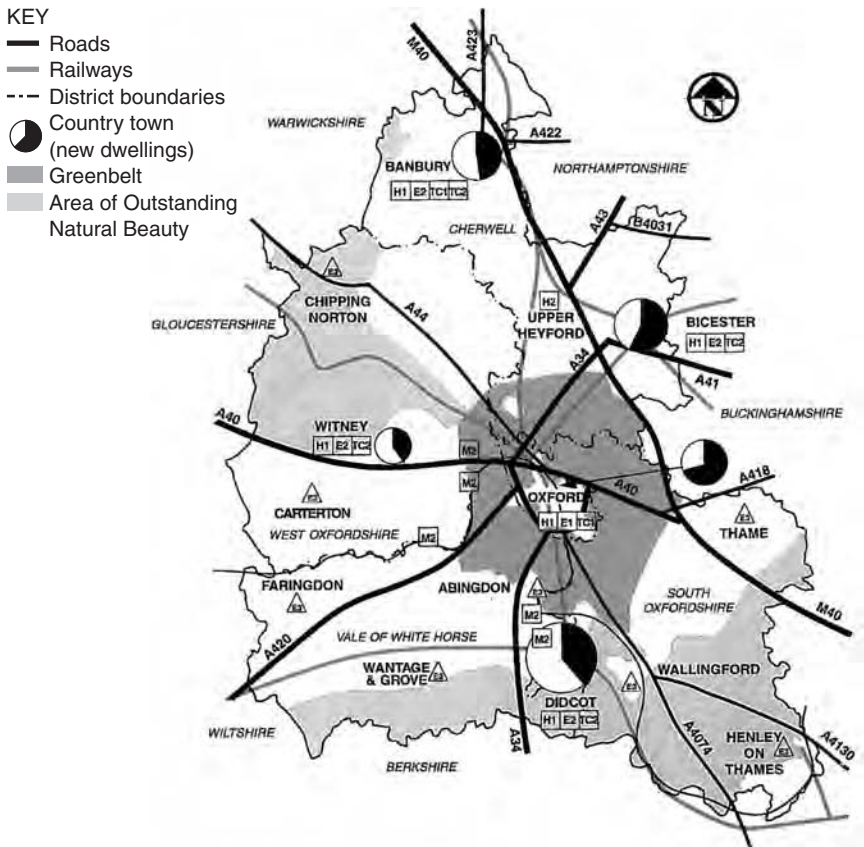 KEY
Roads
Railways
District boundaries
Country town
(new dwellings)
Greenbelt
Area of Outstanding
Natural Beauty
M40
A423
N
WARWICKSHIRE
A422
BANBURY
H1 E2 TC1 TC2
NORTHAMPTONSHIRE
CHERWELL
A43
B4031
E3
CHIPPING
NORTON
A44
H2
UPPER
HEYFORD
BICESTER
H1 E2 TC2
GLOUCESTERSHIRE
A34
A41
BUCKINGHAMSHIRE
A40
WITNEY
H1 E2 TC2
M2
M2
A418
A40
OXFORD
H1 E1 TC1
E3
CARTERTON
WEST OXFORDSHIRE
M2
E3
THAME
FARINGDON
E3
ABINGDON
E3
SOUTH
OXFORDSHIRE
M2
M40
A420
VALE OF WHITE HORSE
M2
WANTAGE
& GROVE
E3
E3
WALLINGFORD
DIDCOT
H1 E2 TC2
WILTSHIRE
A34
A4074
HENLEY
ON
THAMES
E3
A4130
BERKSHIRE